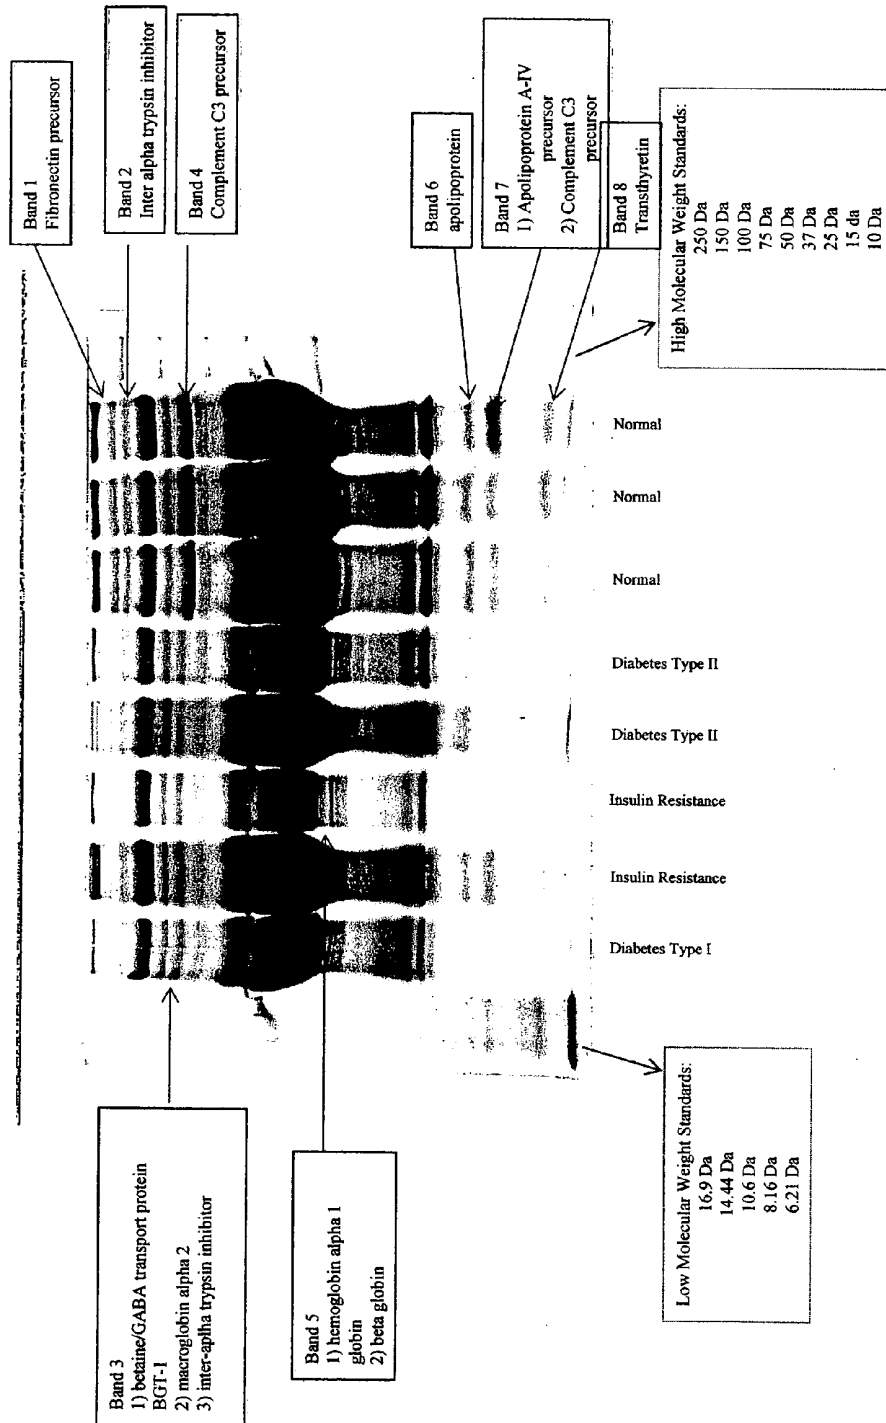 Band 1
Fibronectin precursor
Band 2
Inter alpha trypsin inhibitor
Band 4
Complement C3 precursor
Band 6
apolipoprotein
Band 7
1) Apolipoprotein A-IV
precursor
2) Complement C3
precursor
Band 8
Transthyretin
High Molecular Weight Standards:
250 Da
150 Da
100 Da
75 Da
50 Da
37 Da
25 Da
15 da
10 Da
Normal
Normal
Normal
Diabetes Type II
Diabetes Type II
Insulin Resistance
Insulin Resistance
Diabetes Type I
Band 3
1) betaine/GABA transport protein
BGT-1
2) macroglobin alpha 2
3) inter-aplha trypsin inhibitor
Band 5
1) hemoglobin alpha 1
globin
2) beta globin
Low Molecular Weight Standards:
16.9 Da
14.44 Da
10.6 Da
8.16 Da
6.21 Da